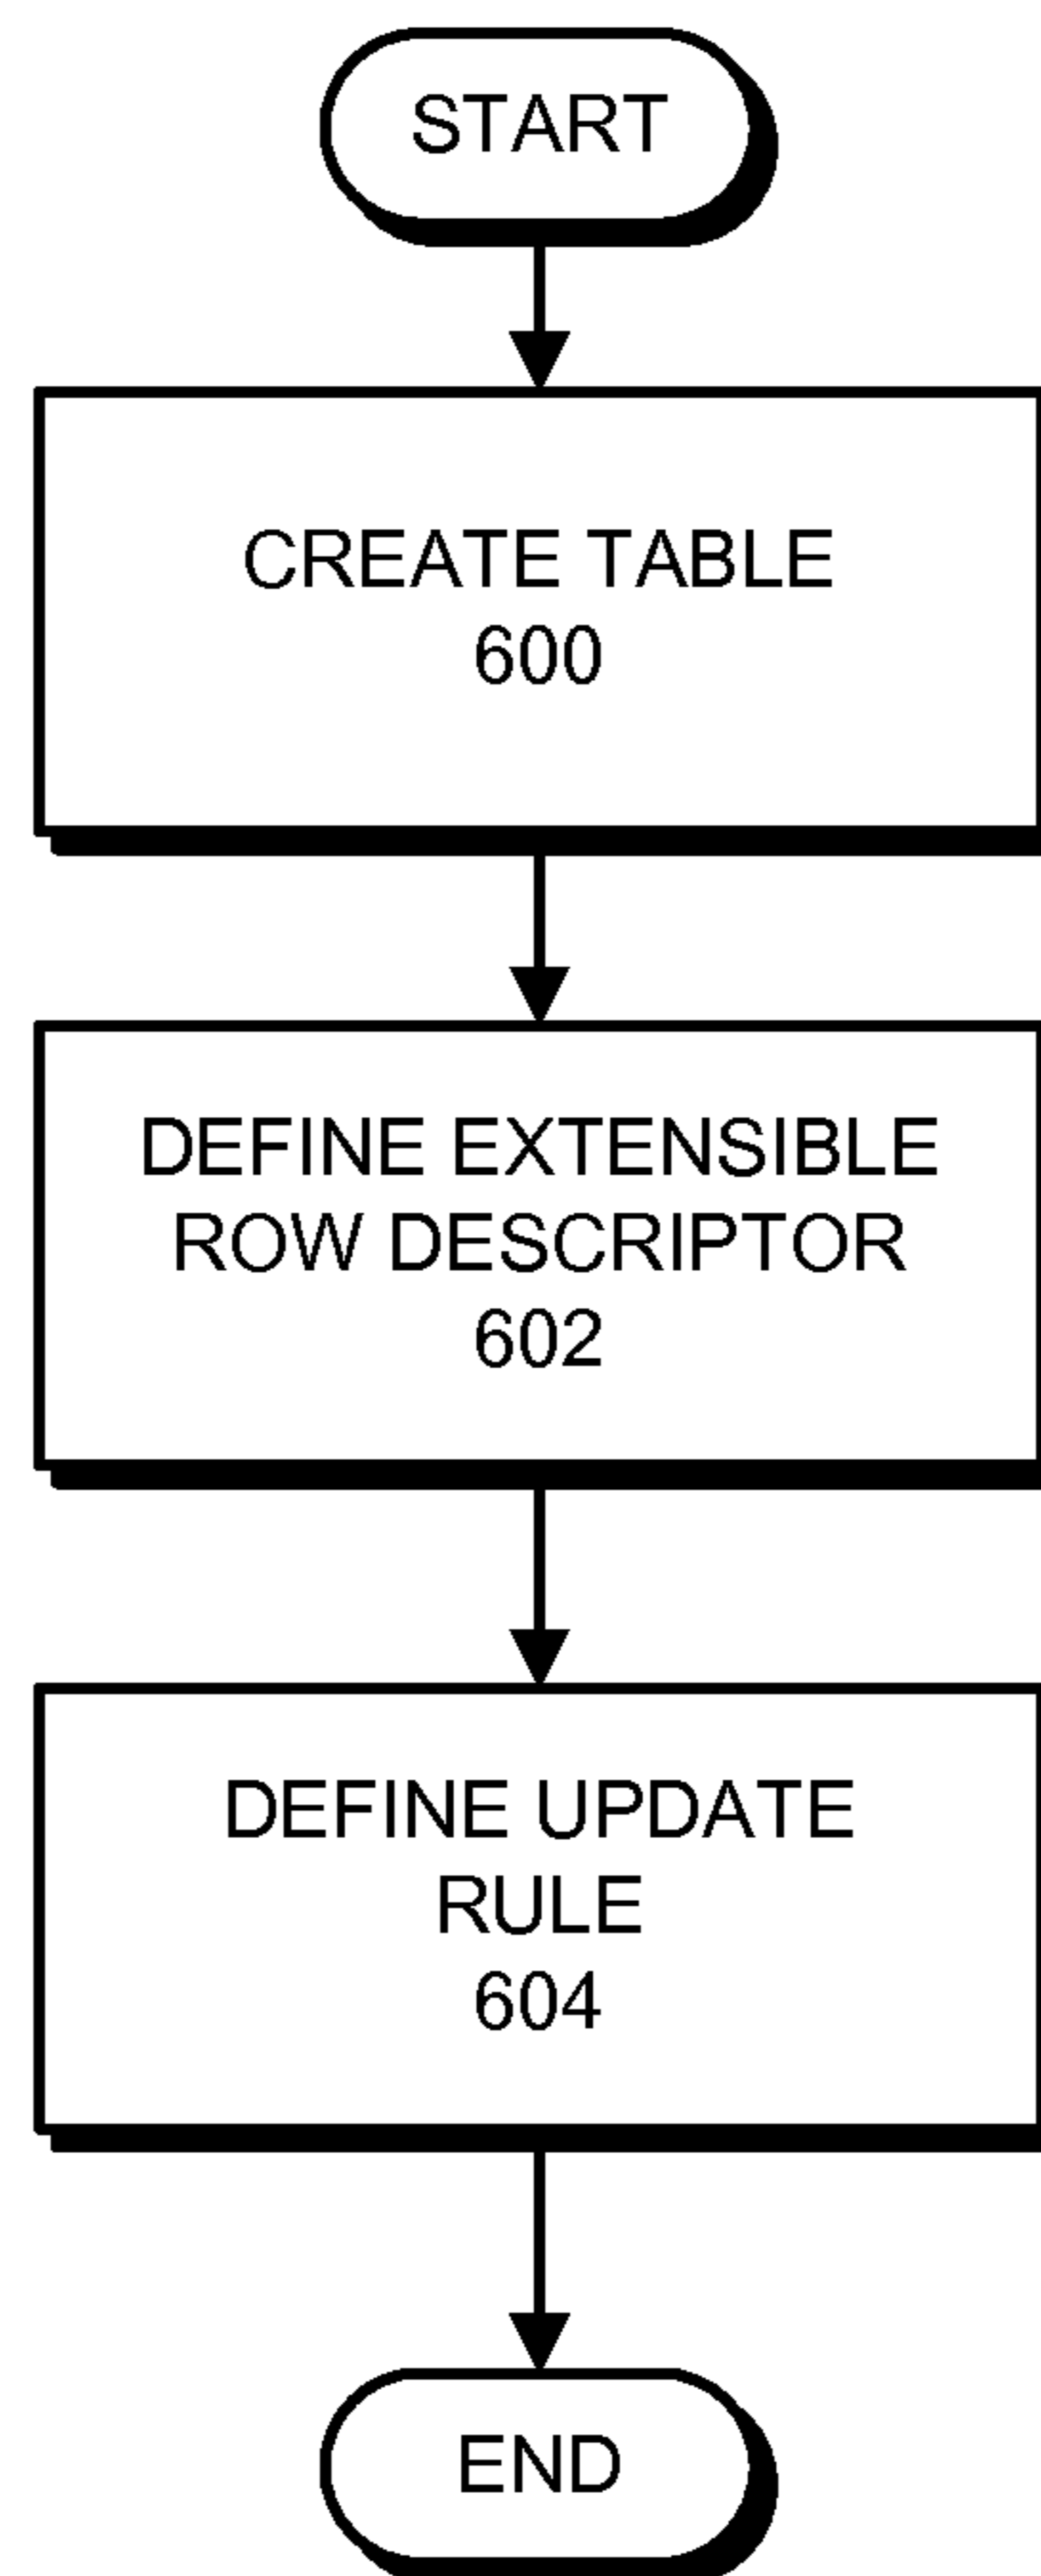 START
CREATE TABLE
600
DEFINE EXTENSIBLE
ROW DESCRIPTOR
602
DEFINE UPDATE
RULE
604
END